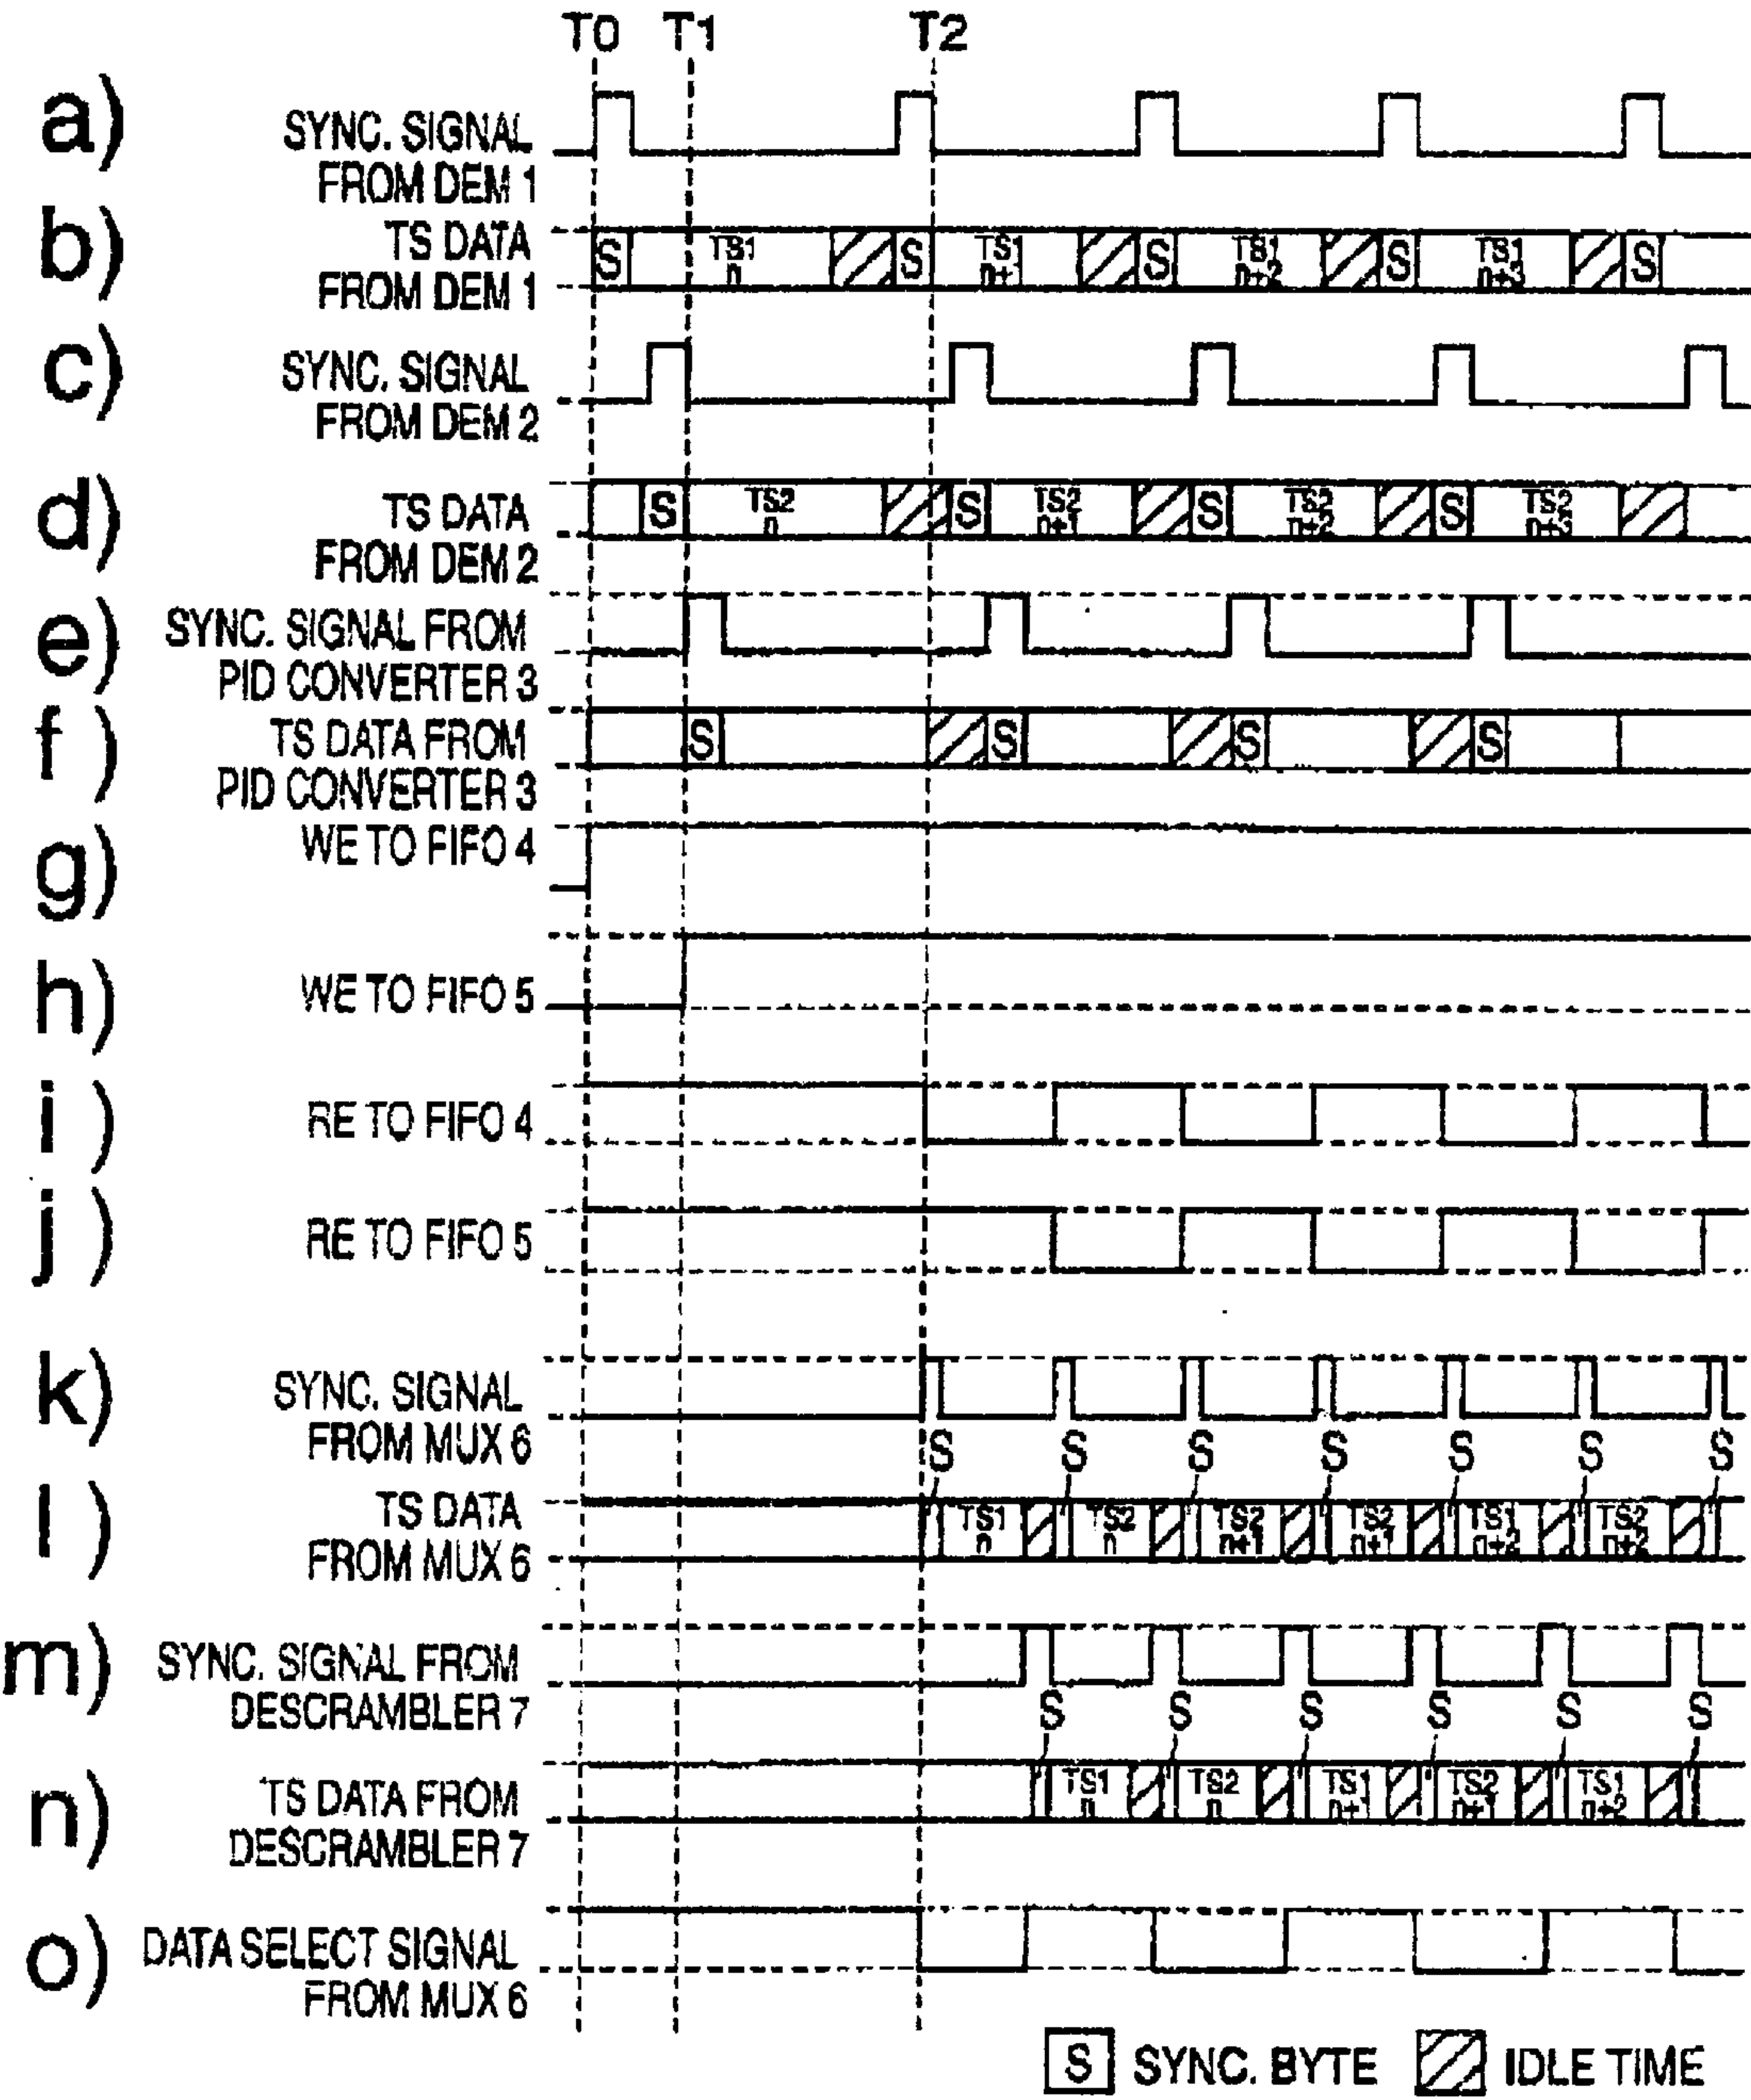 T0 T1 T2
a) SYNC. SIGNAL
FROM DEM 1
b) TS DATA
FROM DEM 1
S TS1 S TS1 S TS1 S TS1 S
n n+1 n+2 n+3
c) SYNC. SIGNAL
FROM DEM 2
d) TS DATA
FROM DEM 2
S TS2 S TS2 S TS2 S TS2
n n+1 n+2 n+3
e) SYNC. SIGNAL FROM
PID CONVERTER 3
f) TS DATA FROM
PID CONVERTER 3
S S S S
g) WE TO FIFO 4
h) WE TO FIFO 5
i) RE TO FIFO 4
j) RE TO FIFO 5
k) SYNC. SIGNAL
FROM MUX 6
S S S S S S S
l) TS DATA
FROM MUX 6
TS1 TS2 TS2 TS2 TS1 TS2
n n n+1 n+1 n+2 n+2
m) SYNC. SIGNAL FROM
DESCRAMBLER 7
S S S S S S
n) TS DATA FROM
DESCRAMBLER 7
TS1 TS2 TS1 TS2 TS1
n n n+1 n+1 n+2
o) DATA SELECT SIGNAL
FROM MUX 6
S SYNC. BYTE IDLE TIME